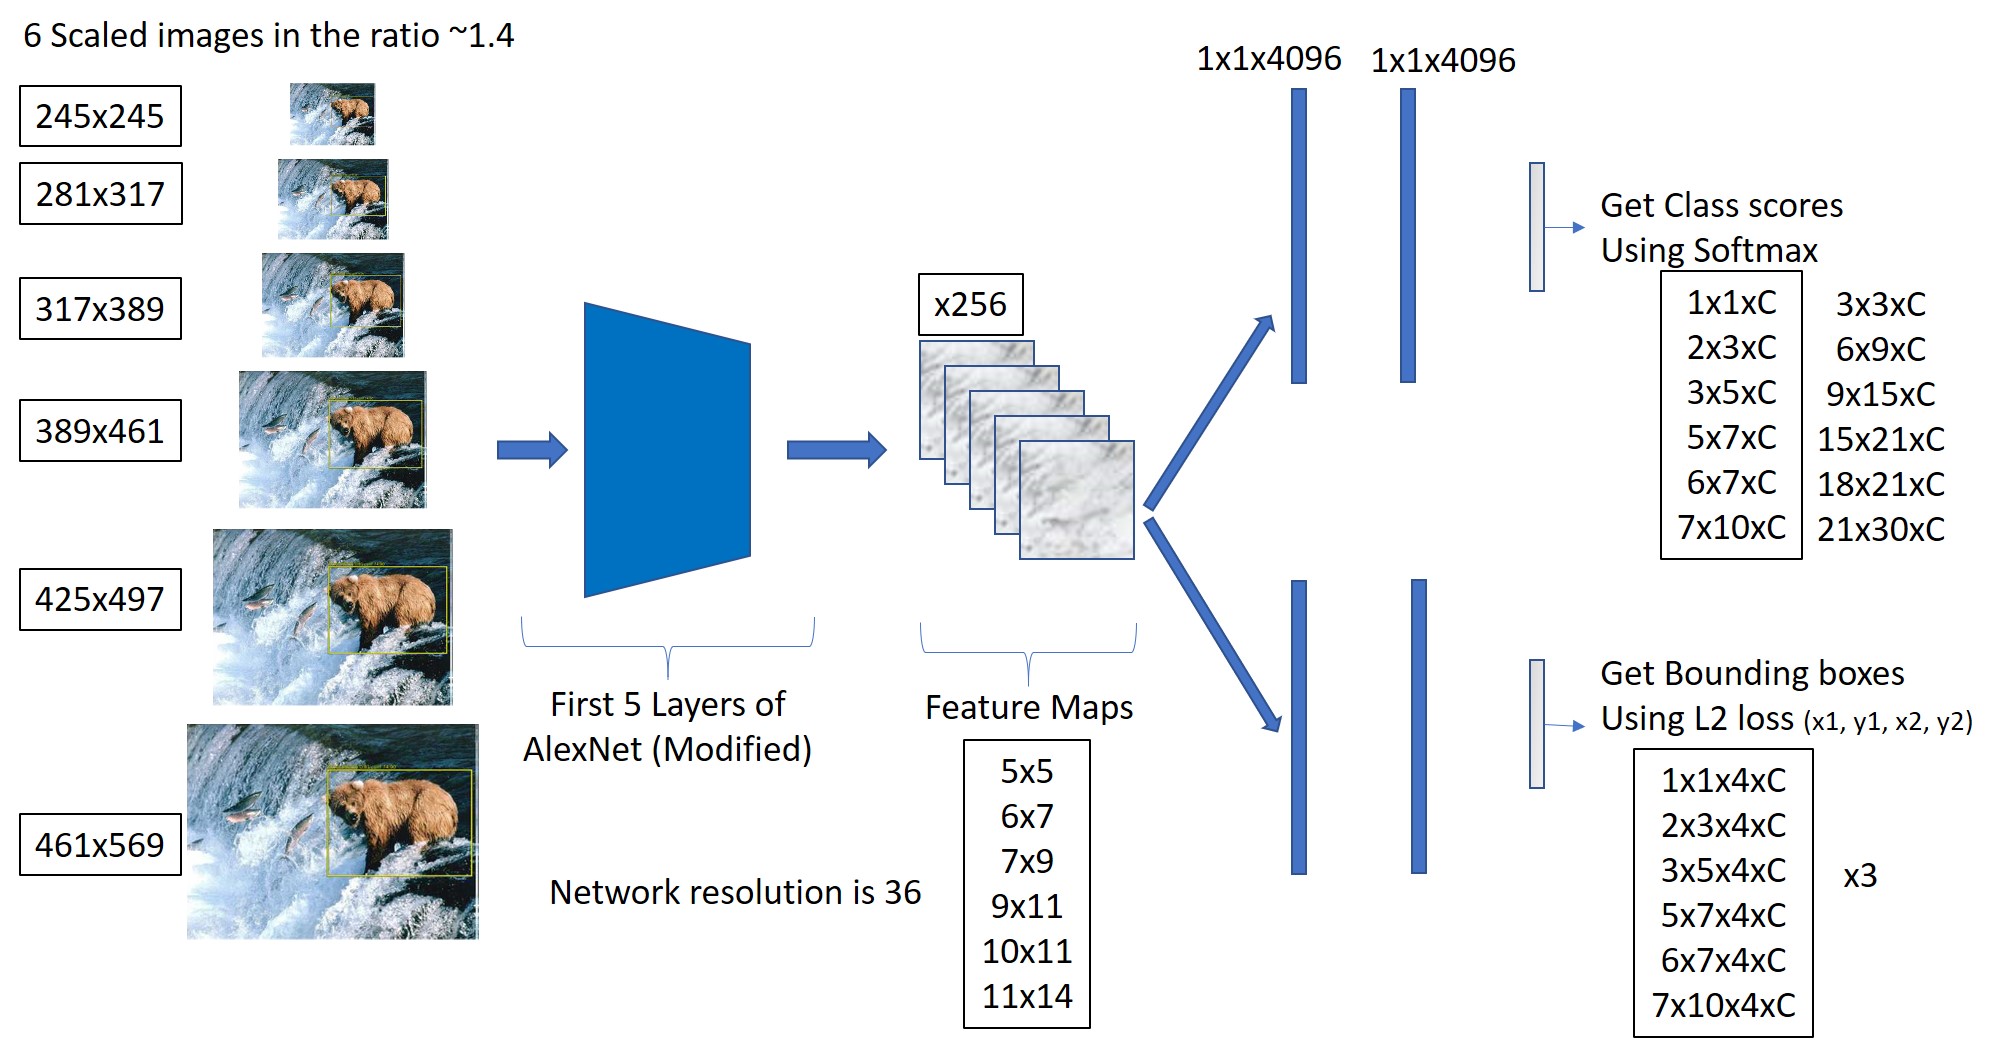 6 Scaled images in the ratio ~1.4
245x245
281x317
317x389
389x461
425x497
461x569
First 5 Layers of
AlexNet (Modified)
Network resolution is 36
x256
Feature Maps
5x5
6x7
7x9
9x11
10x11
11x14
1x1x4096 1x1x4096
Get Class scores
Using Softmax
1x1xC 3x3xC
2x3xC 6x9xC
3x5xC 9x15xC
5x7xC 15x21xC
6x7xC 18x21xC
7x10xC 21x30xC
Get Bounding boxes
Using L2 loss (x1, y1, x2, y2)
1x1x4xC
2x3x4xC
3x5x4xC
5x7x4xC
6x7x4xC
7x10x4xC
x3